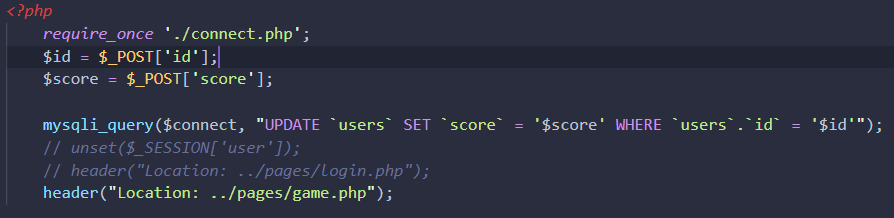 <?php
require_once './connect.php';
$id = $_POST['id'];
$score = $_POST['score'];
mysqli_query($connect, "UPDATE `users` SET `score` = '$score' WHERE `users`.`id` = '$id'");
// unset($_SESSION['user']);
// header("Location: ../pages/login.php");
header("Location: ../pages/game.php");